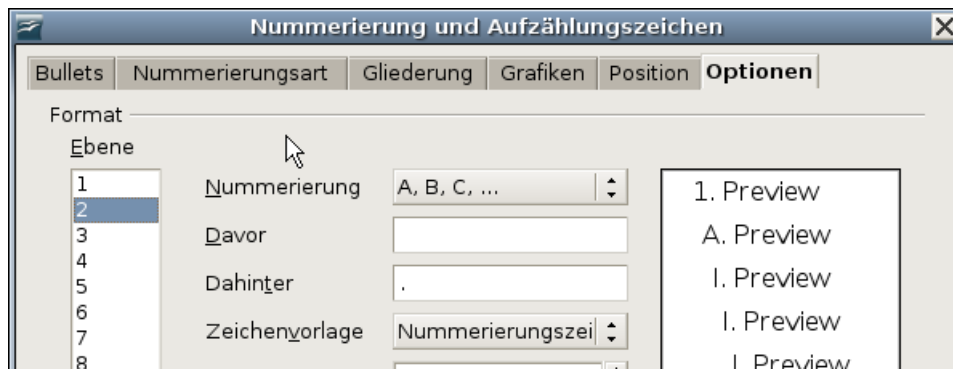 Nummerierung und Aufzählungszeichen
Bullets Nummerierungsart Gliederung Grafiken Position Optionen
Format
Ebene
1
2
3
4
5
6
7
8
Nummerierung A, B, C, ...
Davor
Dahinter .
Zeichenvorlage Nummerierungszei
1. Preview
A. Preview
I. Preview
I. Preview
I. Preview